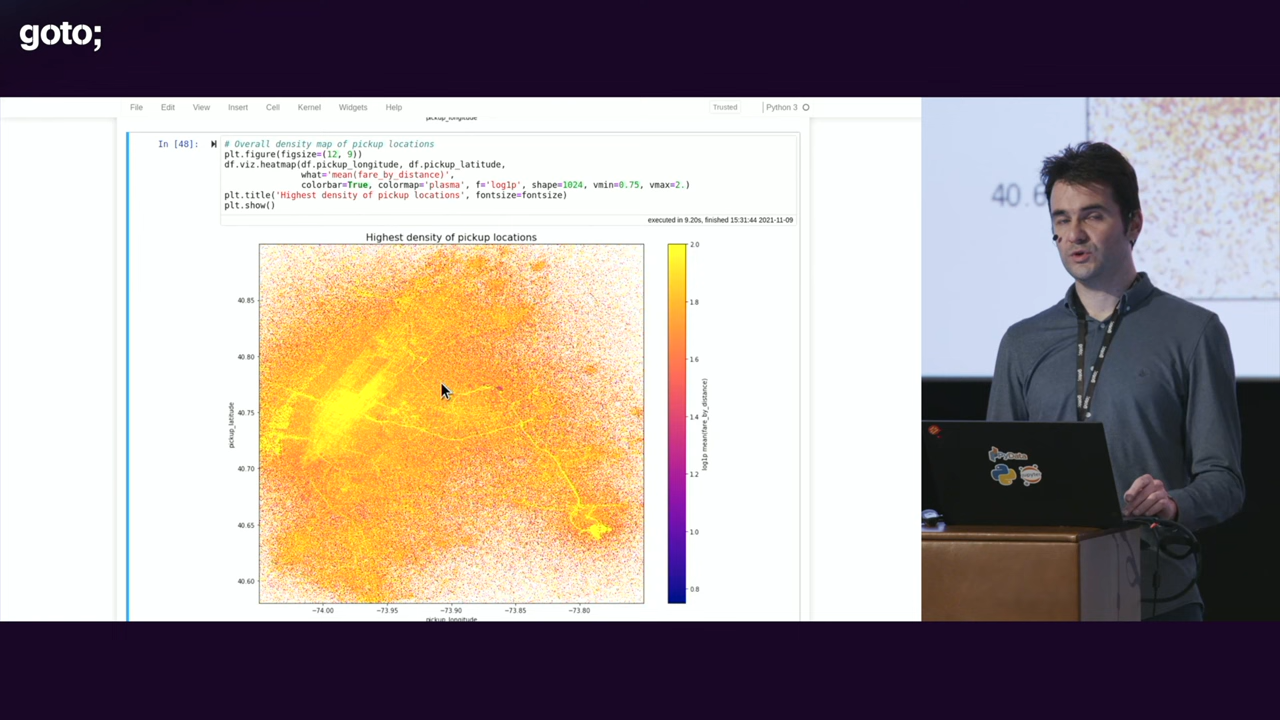 goto;
File Edit View Insert Cell Kernel Widgets Help
Trusted
Python 3
pickup_longitude
In [48]:
# Overall density map of pickup locations
plt.figure(figsize=(12, 9))
df.viz.heatmap(df.pickup_longitude, df.pickup_latitude,
what='mean(fare_by_distance)',
colorbar=True, colormap='plasma', f='log1p', shape=1024, vmin=0.75, vmax=2.)
plt.title('Highest density of pickup locations', fontsize=fontsize)
plt.show()
executed in 9.20s, finished 15:31:44 2021-11-09
Highest density of pickup locations
40.85
40.80
40.75
40.70
40.65
40.60
pickup_latitude
−74.00 −73.95 −73.90 −73.85 −73.80
pickup_longitude
2.0
1.8
1.6
1.4
1.2
1.0
0.8
log1p mean(fare_by_distance)
PyData